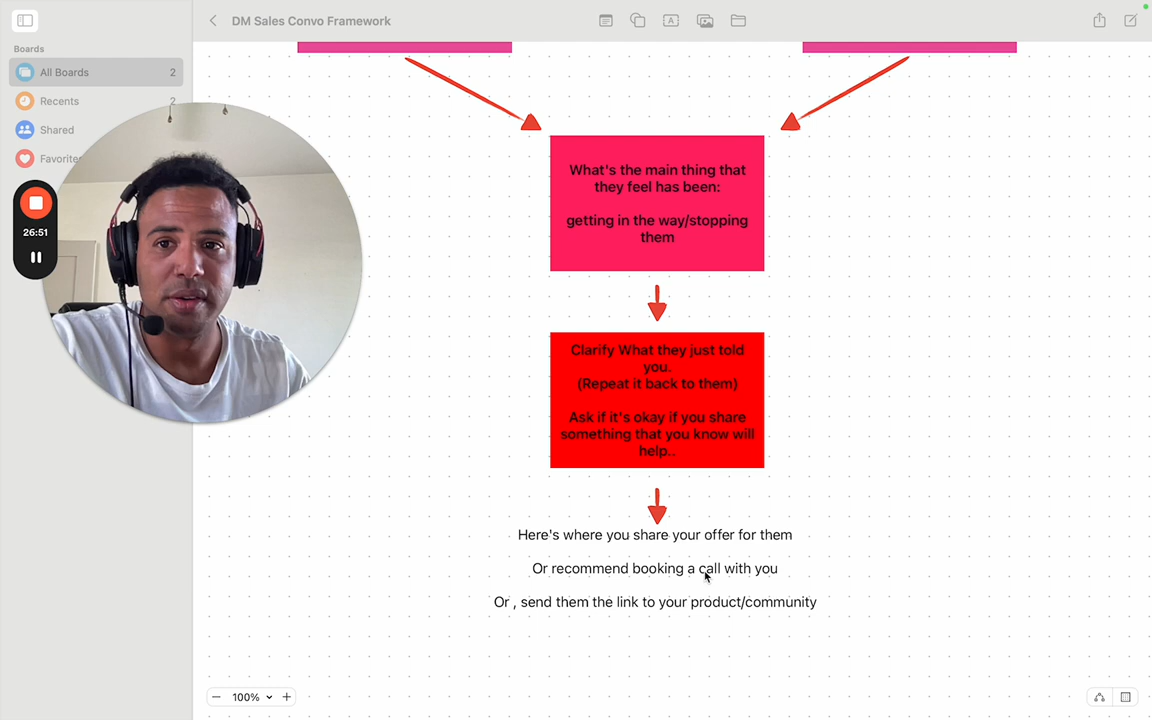 DM Sales Convo Framework
Boards
All Boards 2
Recents 2
Shared
Favorites
26:51
What's the main thing that
they feel has been:
getting in the way/stopping
them
Clarify What they just told
you.
(Repeat it back to them)
Ask if it's okay if you share
something that you know will
help..
Here's where you share your offer for them
Or recommend booking a call with you
Or , send them the link to your product/community
100%